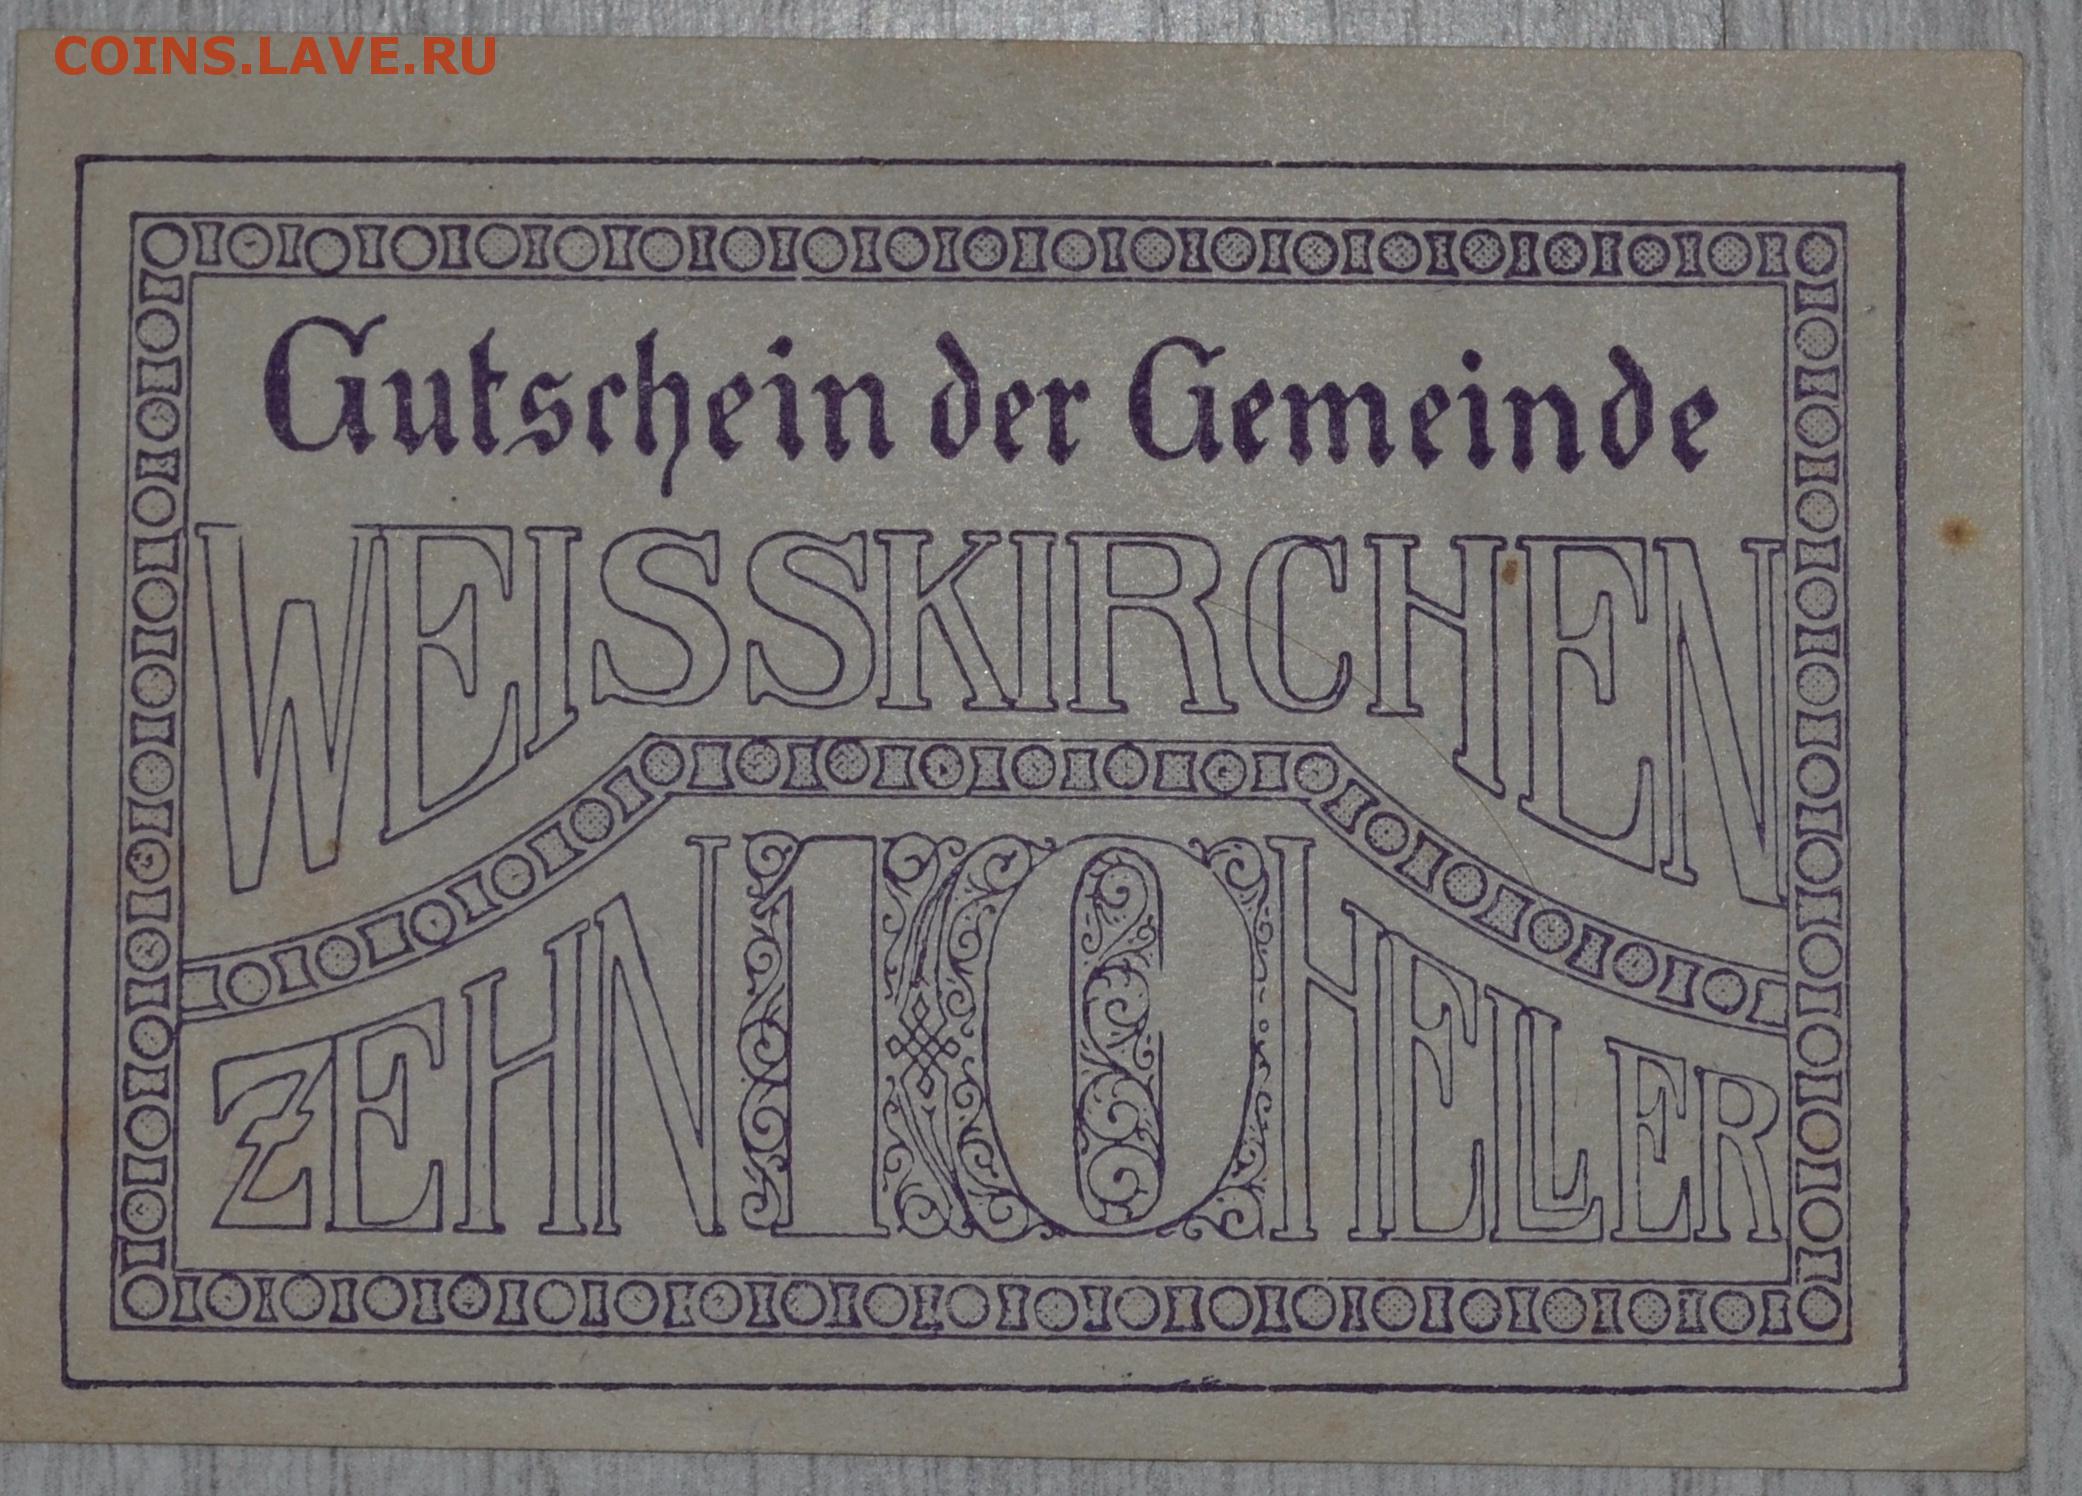 COINS.LAVE.RU
Gutschein der Gemeinde
WEISSKIRCHEN
ZEHN 10 HELLER